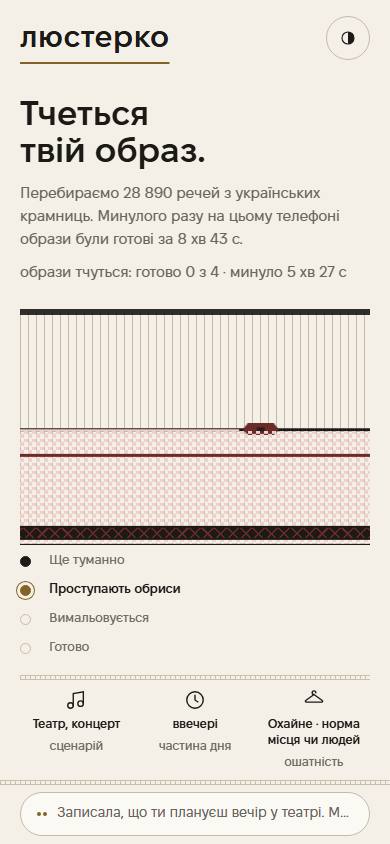 люстерко
Тчеться
твій образ.
Перебираємо 28 890 речей з українських
крамниць. Минулого разу на цьому телефоні
образи були готові за 8 хв 43 с.
образи тчуться: готово 0 з 4 · минуло 5 хв 27 с
Ще туманно
Проступають обриси
Вимальовується
Готово
Театр, концерт
сценарій
ввечері
частина дня
Охайне · норма
місця чи людей
ошатність
Записала, що ти плануєш вечір у театрі. М...